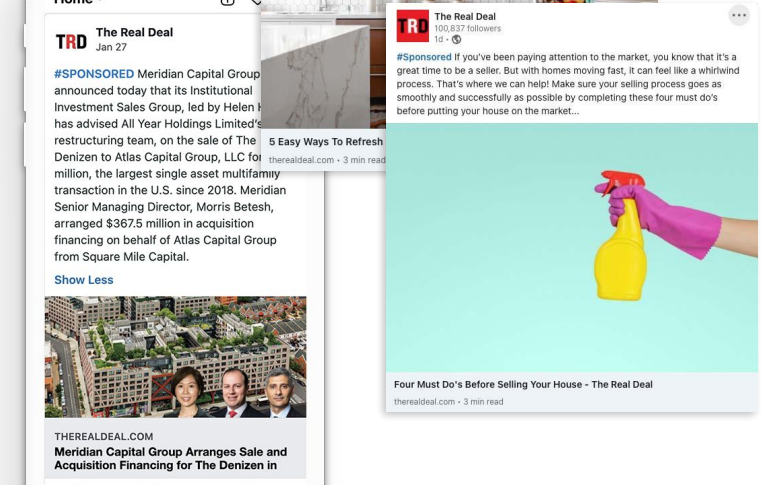 Home
TRD
The Real Deal
Jan 27
#SPONSORED Meridian Capital Group
announced today that its Institutional
Investment Sales Group, led by Helen
has advised All Year Holdings Limited's
restructuring team, on the sale of The
Denizen to Atlas Capital Group, LLC for
million, the largest single asset multifamily
transaction in the U.S. since 2018. Meridian
Senior Managing Director, Morris Betesh,
arranged $367.5 million in acquisition
financing on behalf of Atlas Capital Group
from Square Mile Capital.
Show Less
THEREALDEAL.COM
Meridian Capital Group Arranges Sale and
Acquisition Financing for The Denizen in
5 Easy Ways To Refresh
therealdeal.com • 3 min read
TRD
The Real Deal
100,837 followers
1d •
#Sponsored If you've been paying attention to the market, you know that it's a
great time to be a seller. But with homes moving fast, it can feel like a whirlwind
process. That's where we can help! Make sure your selling process goes as
smoothly and successfully as possible by completing these four must do's
before putting your house on the market...
Four Must Do's Before Selling Your House - The Real Deal
therealdeal.com • 3 min read